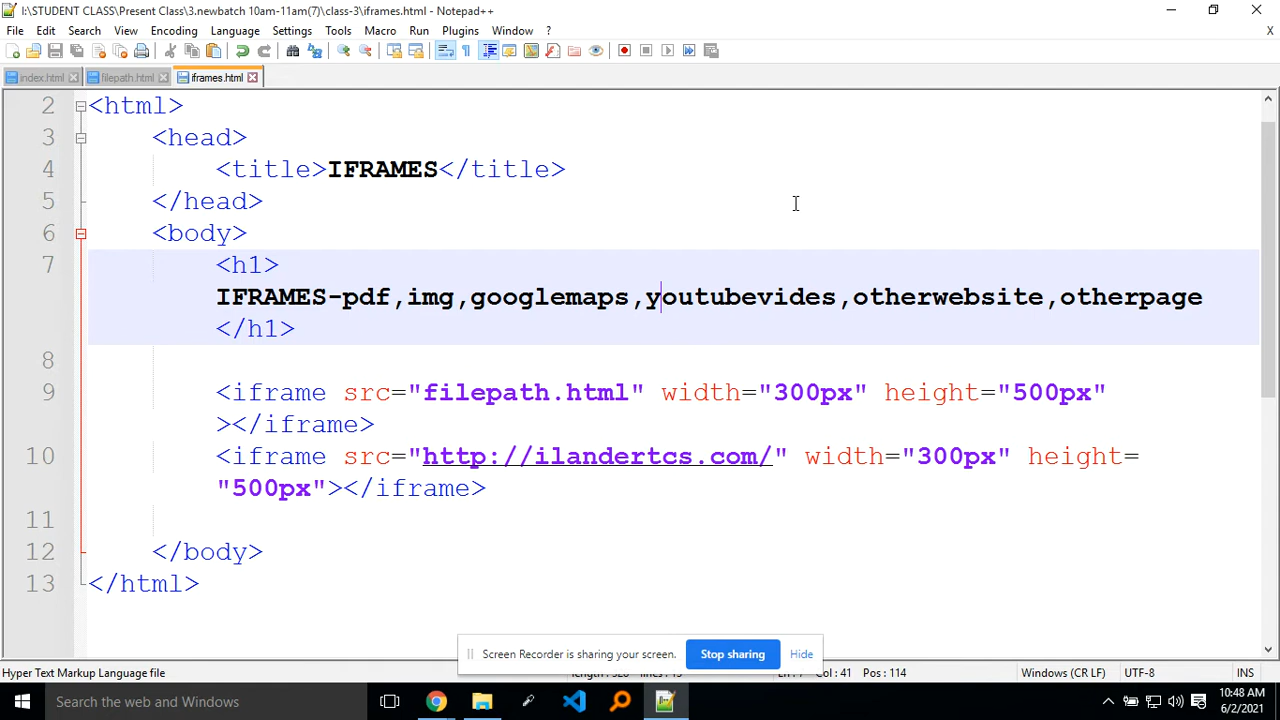 I:\STUDENT CLASS\Present Class\3.newbatch 10am-11am(7)\class-3\iframes.html - Notepad++
File Edit Search View Encoding Language Settings Tools Macro Run Plugins Window ? X
index.html filepath.html iframes.html
2 <html>
3 <head>
4 <title>IFRAMES</title>
5 </head>
6 <body>
7 <h1>
IFRAMES-pdf,img,googlemaps,youtubevides,otherwebsite,otherpage
</h1>
8
9 <iframe src="filepath.html" width="300px" height="500px"
></iframe>
10 <iframe src="http://ilandertcs.com/" width="300px" height=
"500px"></iframe>
11
12 </body>
13 </html>
Screen Recorder is sharing your screen. Stop sharing Hide
Hyper Text Markup Language file Col : 41 Pos : 114 Windows (CR LF) UTF-8 INS
Search the web and Windows
10:48 AM
6/2/2021